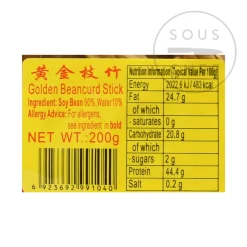 SOUS
黄金枝竹
Golden Beancurd Stick
Ingredient: Soy Bean 90%, Water10%
Allergy Advice: For allergens,
see ingredient in bold
NET WT.:200g
6923692991040
Nutrition Information (Typical Value Per 100g)
Energy 2022.6 kJ / 483 kcal
Fat 24.7 g
of which
- saturates 0 g
of which
Carbohydrate 20.8 g
-sugars 2 g
Protein 44.4 g
Salt 0.2 g